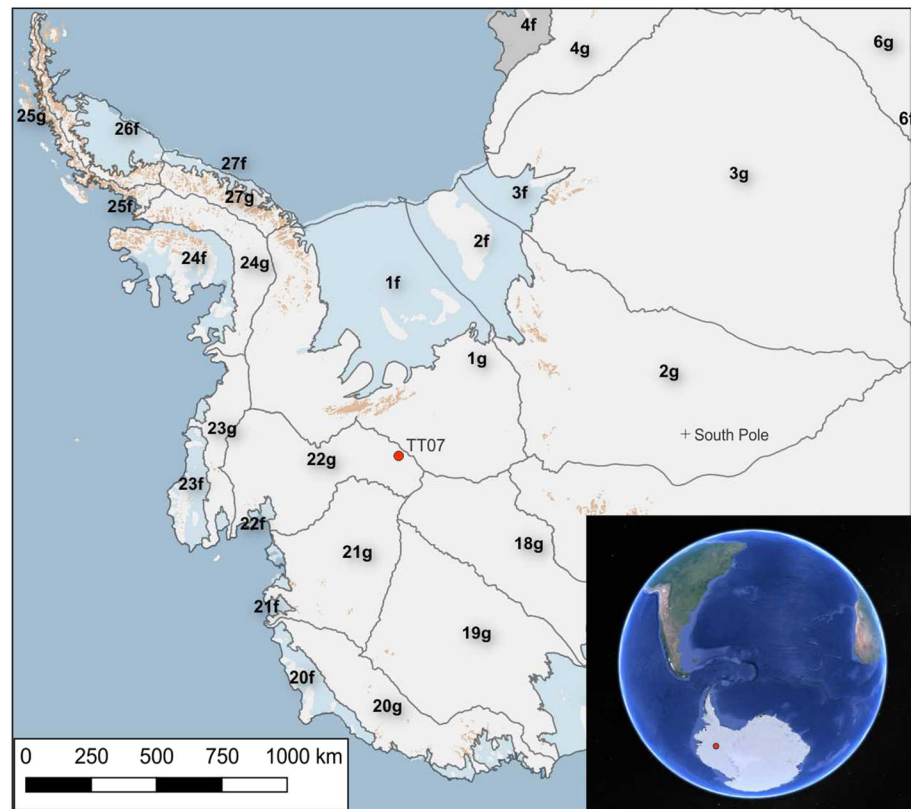 4f
4g
6g
25g
26f
6f
27f
3g
27g
3f
25f
2f
24f
24g
1f
1g
2g
23g
South Pole
TT07
22g
23f
22f
18g
21g
21f
19g
20f
20g
0 250 500 750 1000 km